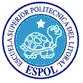 ESCUELA SUPERIOR POLITECNICA DEL LITORAL
ESPOL